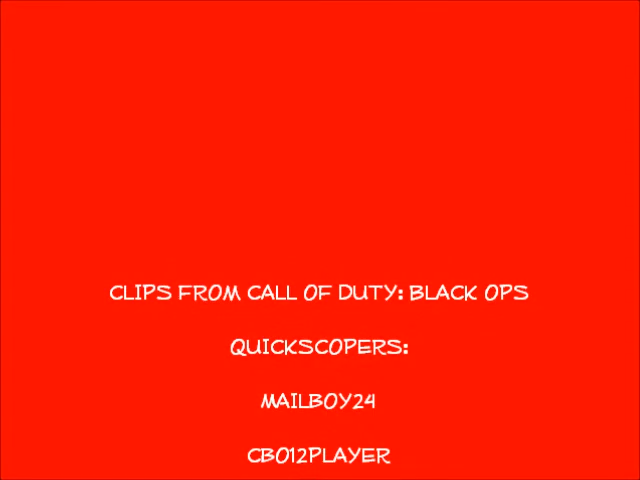 CLIPS FROM CALL OF DUTY: BLACK OPS
QUICKSCOPERS:
MAILBOY24
CBO12PLAYER